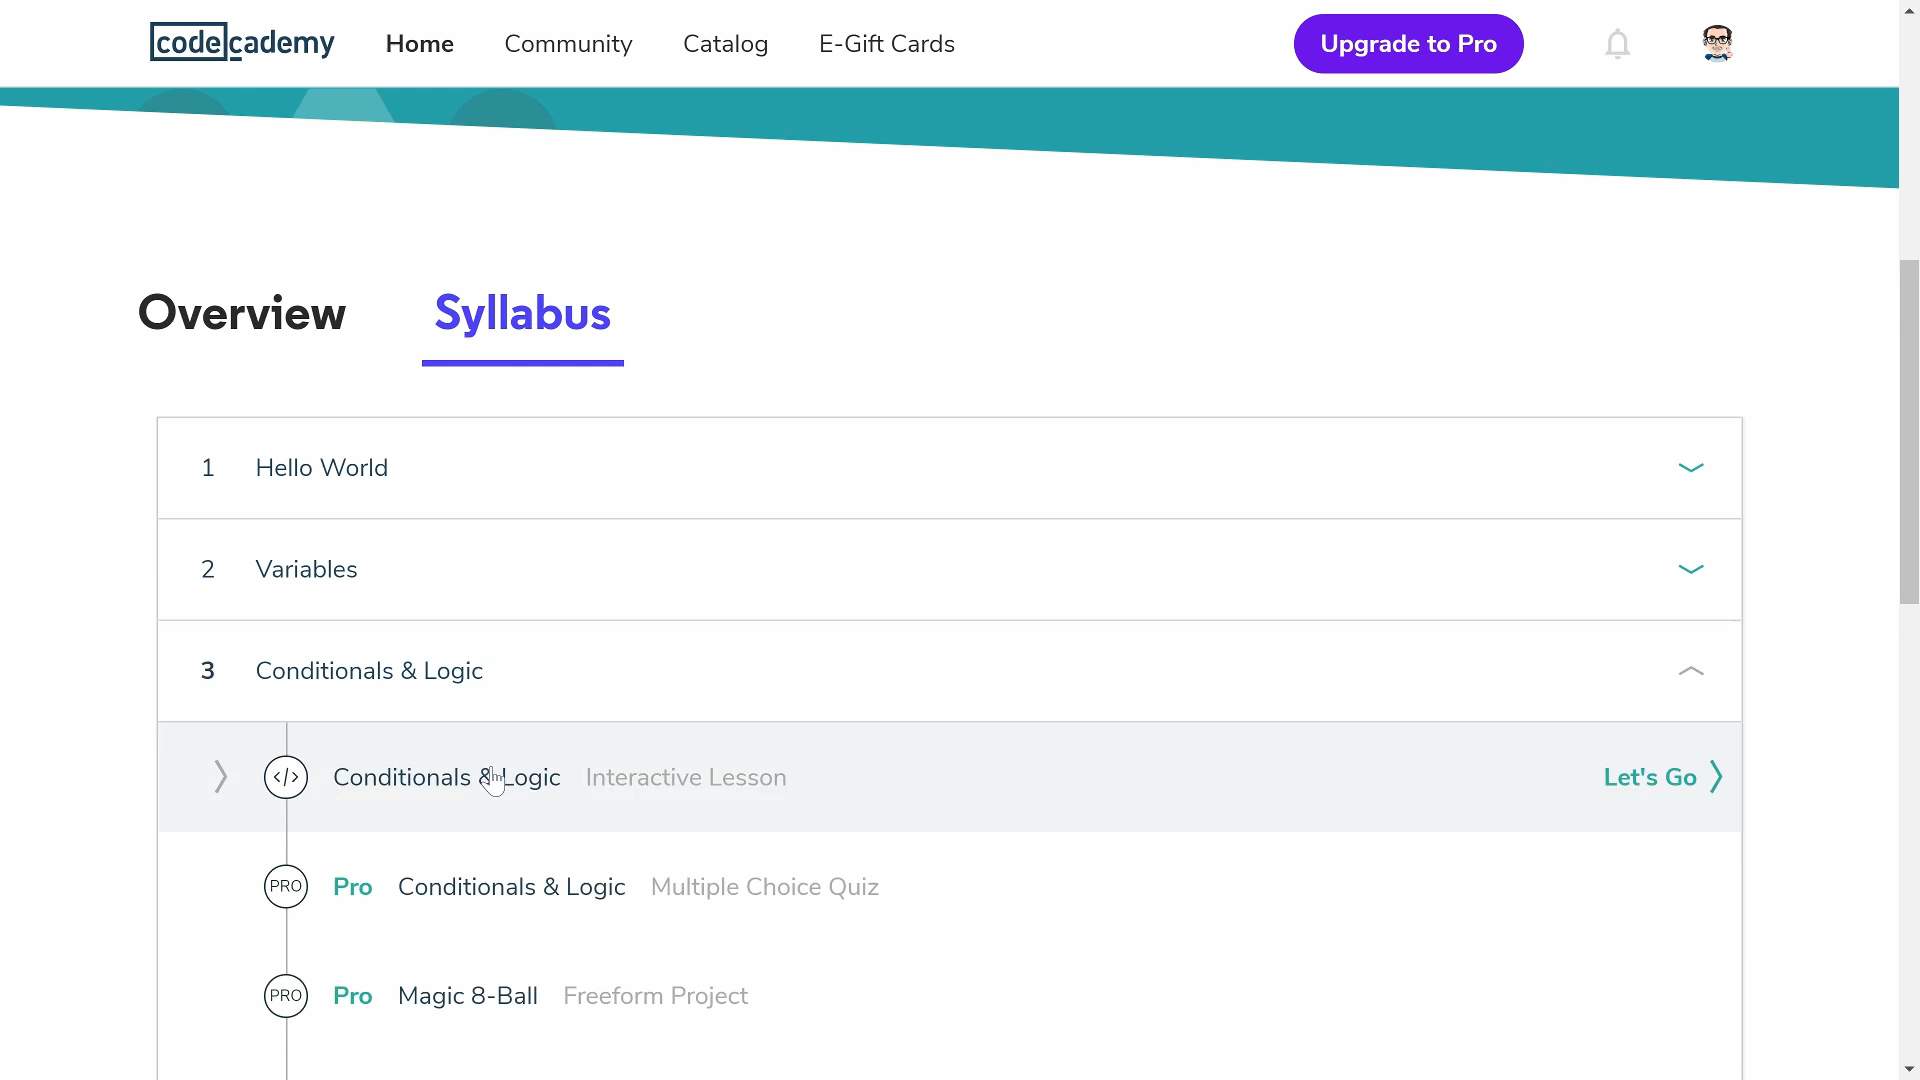 codecademy Home Community Catalog E-Gift Cards Upgrade to Pro
Overview Syllabus
1 Hello World
2 Variables
3 Conditionals & Logic
</> Conditionals & Logic Interactive Lesson Let's Go
PRO Pro Conditionals & Logic Multiple Choice Quiz
PRO Pro Magic 8-Ball Freeform Project